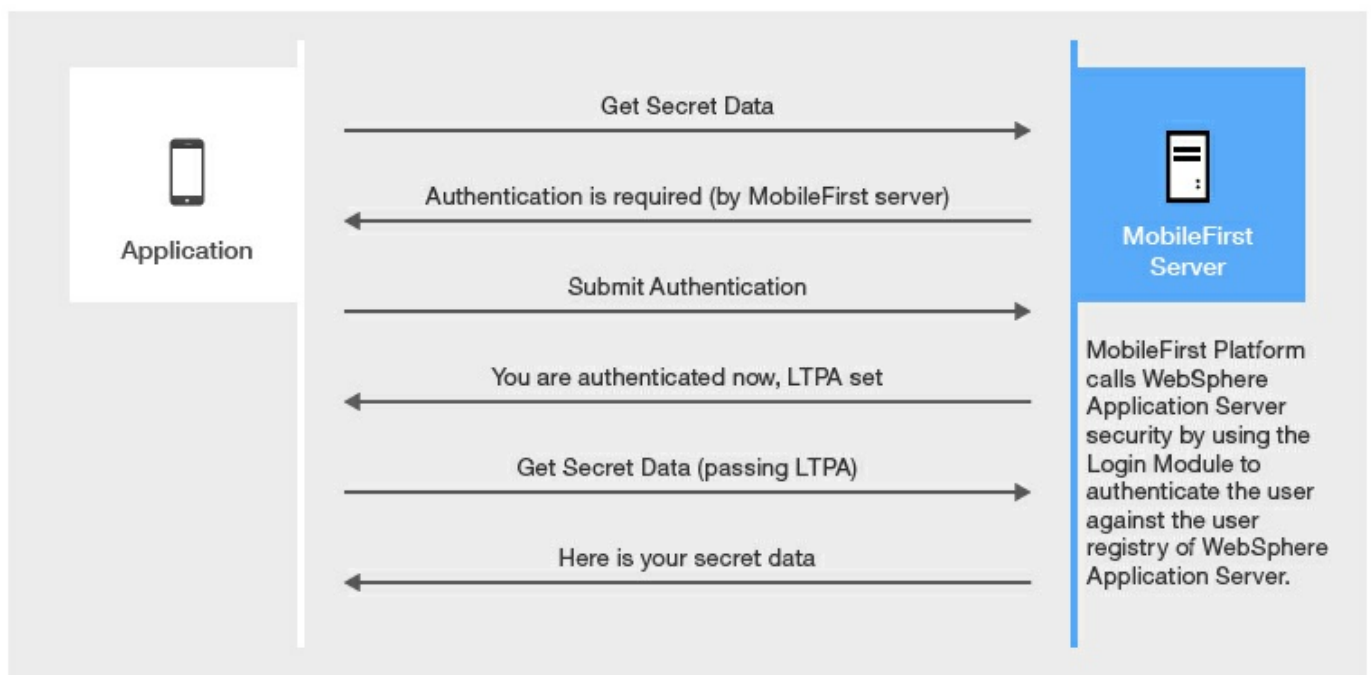 Application
Get Secret Data
Authentication is required (by MobileFirst server)
Submit Authentication
You are authenticated now, LTPA set
Get Secret Data (passing LTPA)
Here is your secret data
MobileFirst
Server
MobileFirst Platform
calls WebSphere
Application Server
security by using the
Login Module to
authenticate the user
against the user
registry of WebSphere
Application Server.